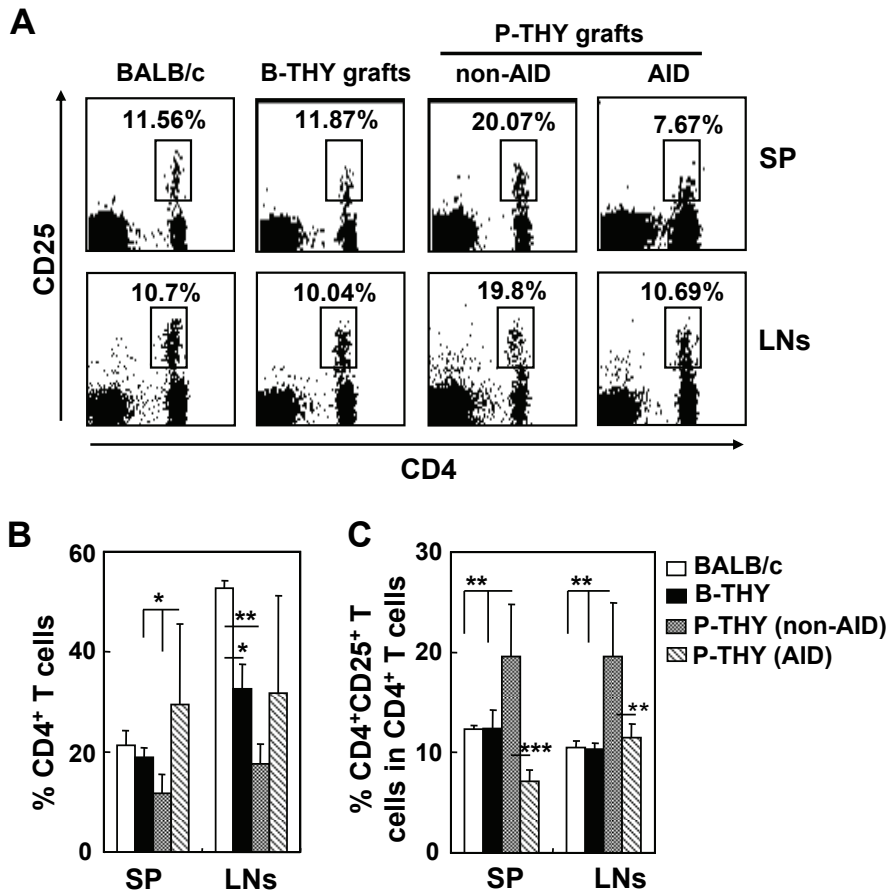 A
P-THY grafts
BALB/c B-THY grafts non-AID AID
11.56% 11.87% 20.07% 7.67%
SP
CD25
10.7% 10.04% 19.8% 10.69%
LNs
CD4
B
% CD4⁺ T cells
60
40
20
0
*
**
*
SP LNs
C
% CD4⁺CD25⁺ T
cells in CD4⁺ T cells
30
20
10
0
** **
*** **
SP LNs
BALB/c
B-THY
P-THY (non-AID)
P-THY (AID)